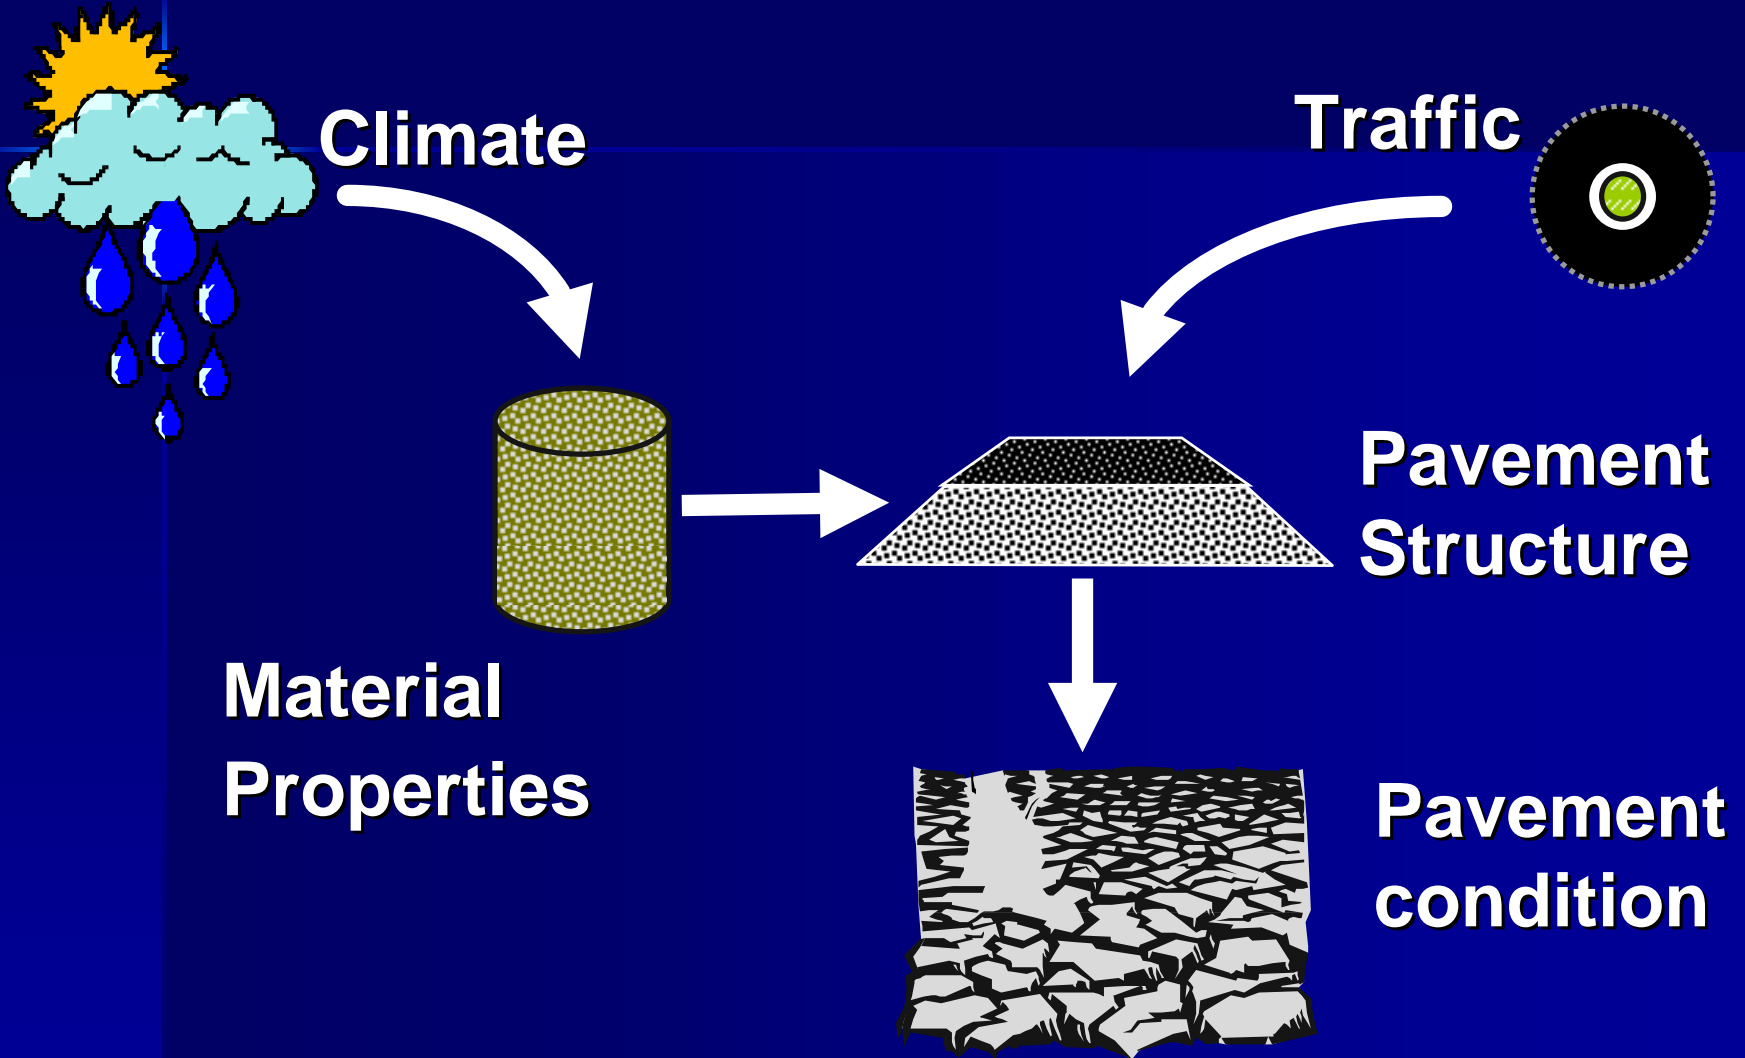 Climate
Traffic
Pavement
Structure
Material
Properties
Pavement
condition